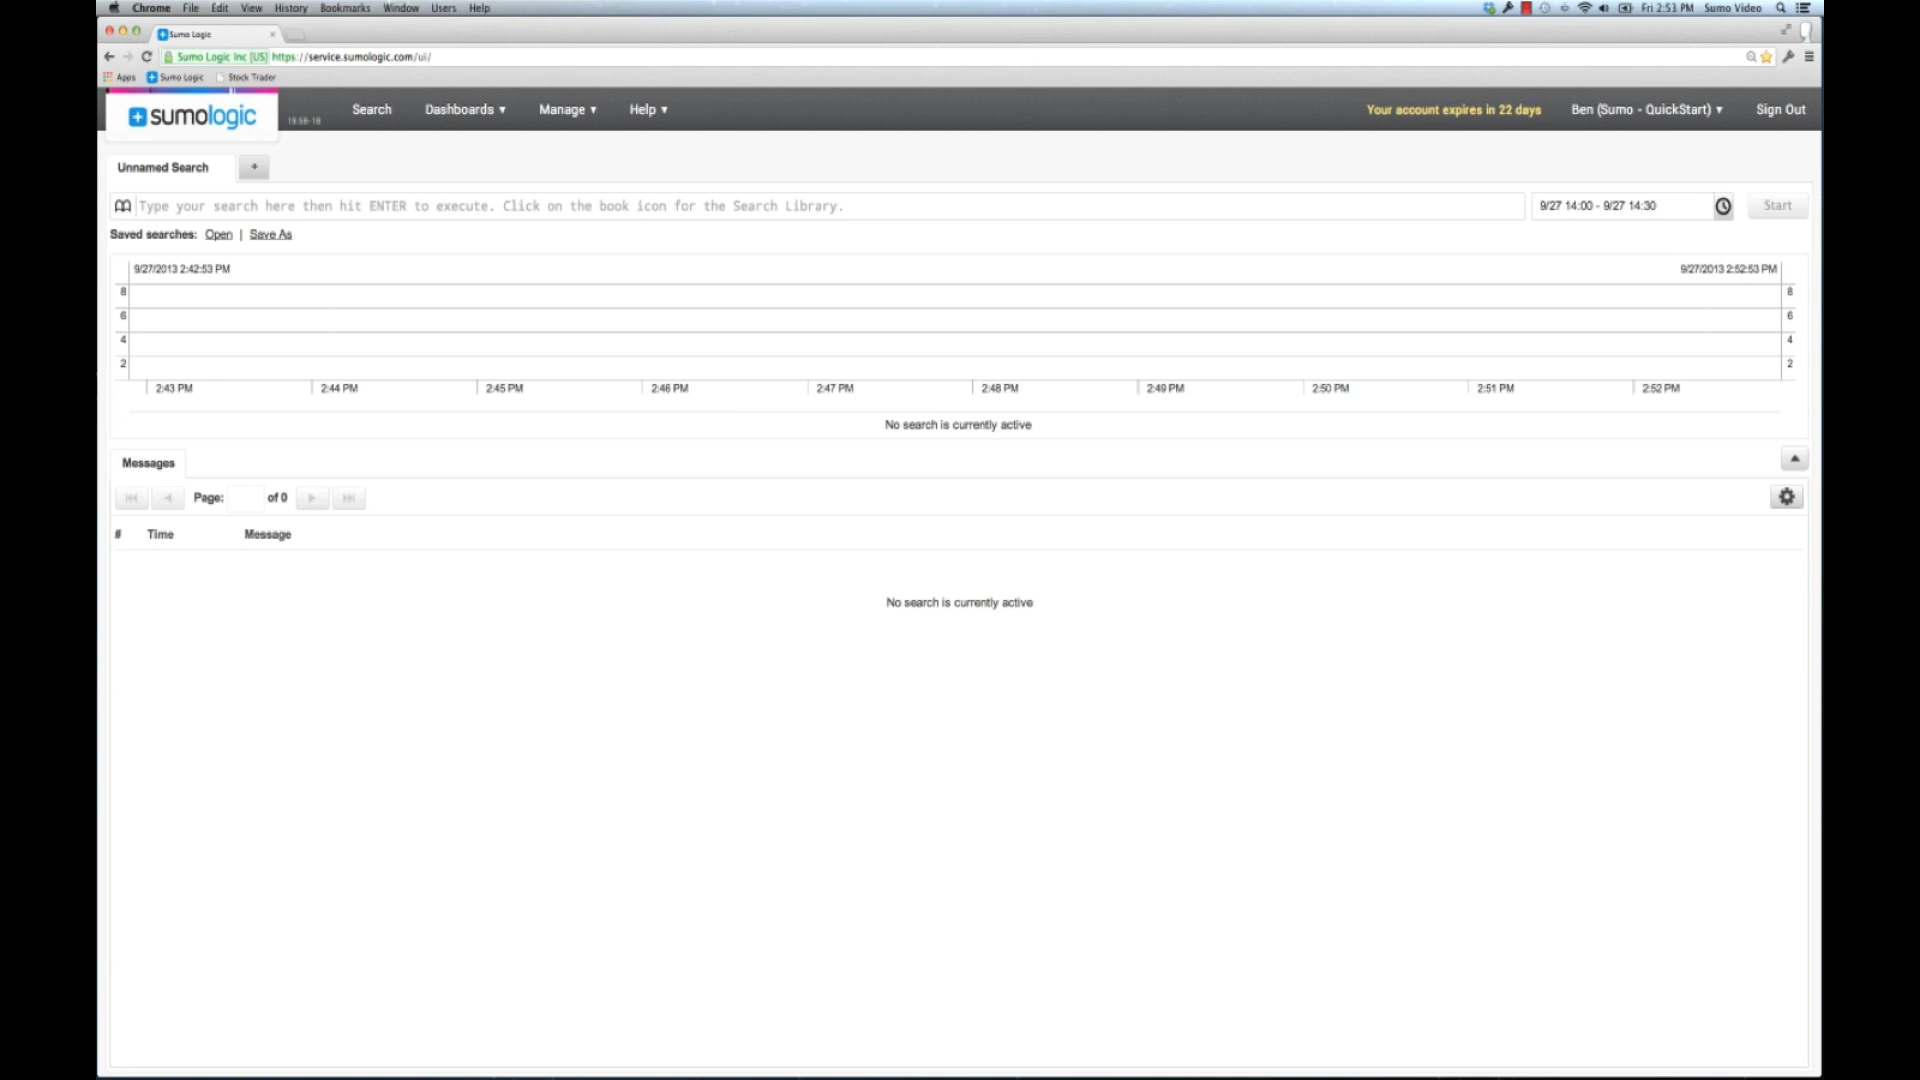 Chrome File Edit View History Bookmarks Window Users Help Fri 2:53 PM Sumo Video
Sumo Logic
Sumo Logic Inc [US] https://service.sumologic.com/ui/
Apps Sumo Logic Stock Trader
sumologic 19.56-18 Search Dashboards ▾ Manage ▾ Help ▾ Your account expires in 22 days Ben (Sumo - QuickStart) ▾ Sign Out
Unnamed Search +
Type your search here then hit ENTER to execute. Click on the book icon for the Search Library. 9/27 14:00 - 9/27 14:30 Start
Saved searches: Open | Save As
9/27/2013 2:42:53 PM 9/27/2013 2:52:53 PM
8 8
6 6
4 4
2 2
2:43 PM 2:44 PM 2:45 PM 2:46 PM 2:47 PM 2:48 PM 2:49 PM 2:50 PM 2:51 PM 2:52 PM
No search is currently active
Messages
Page: of 0
# Time Message
No search is currently active